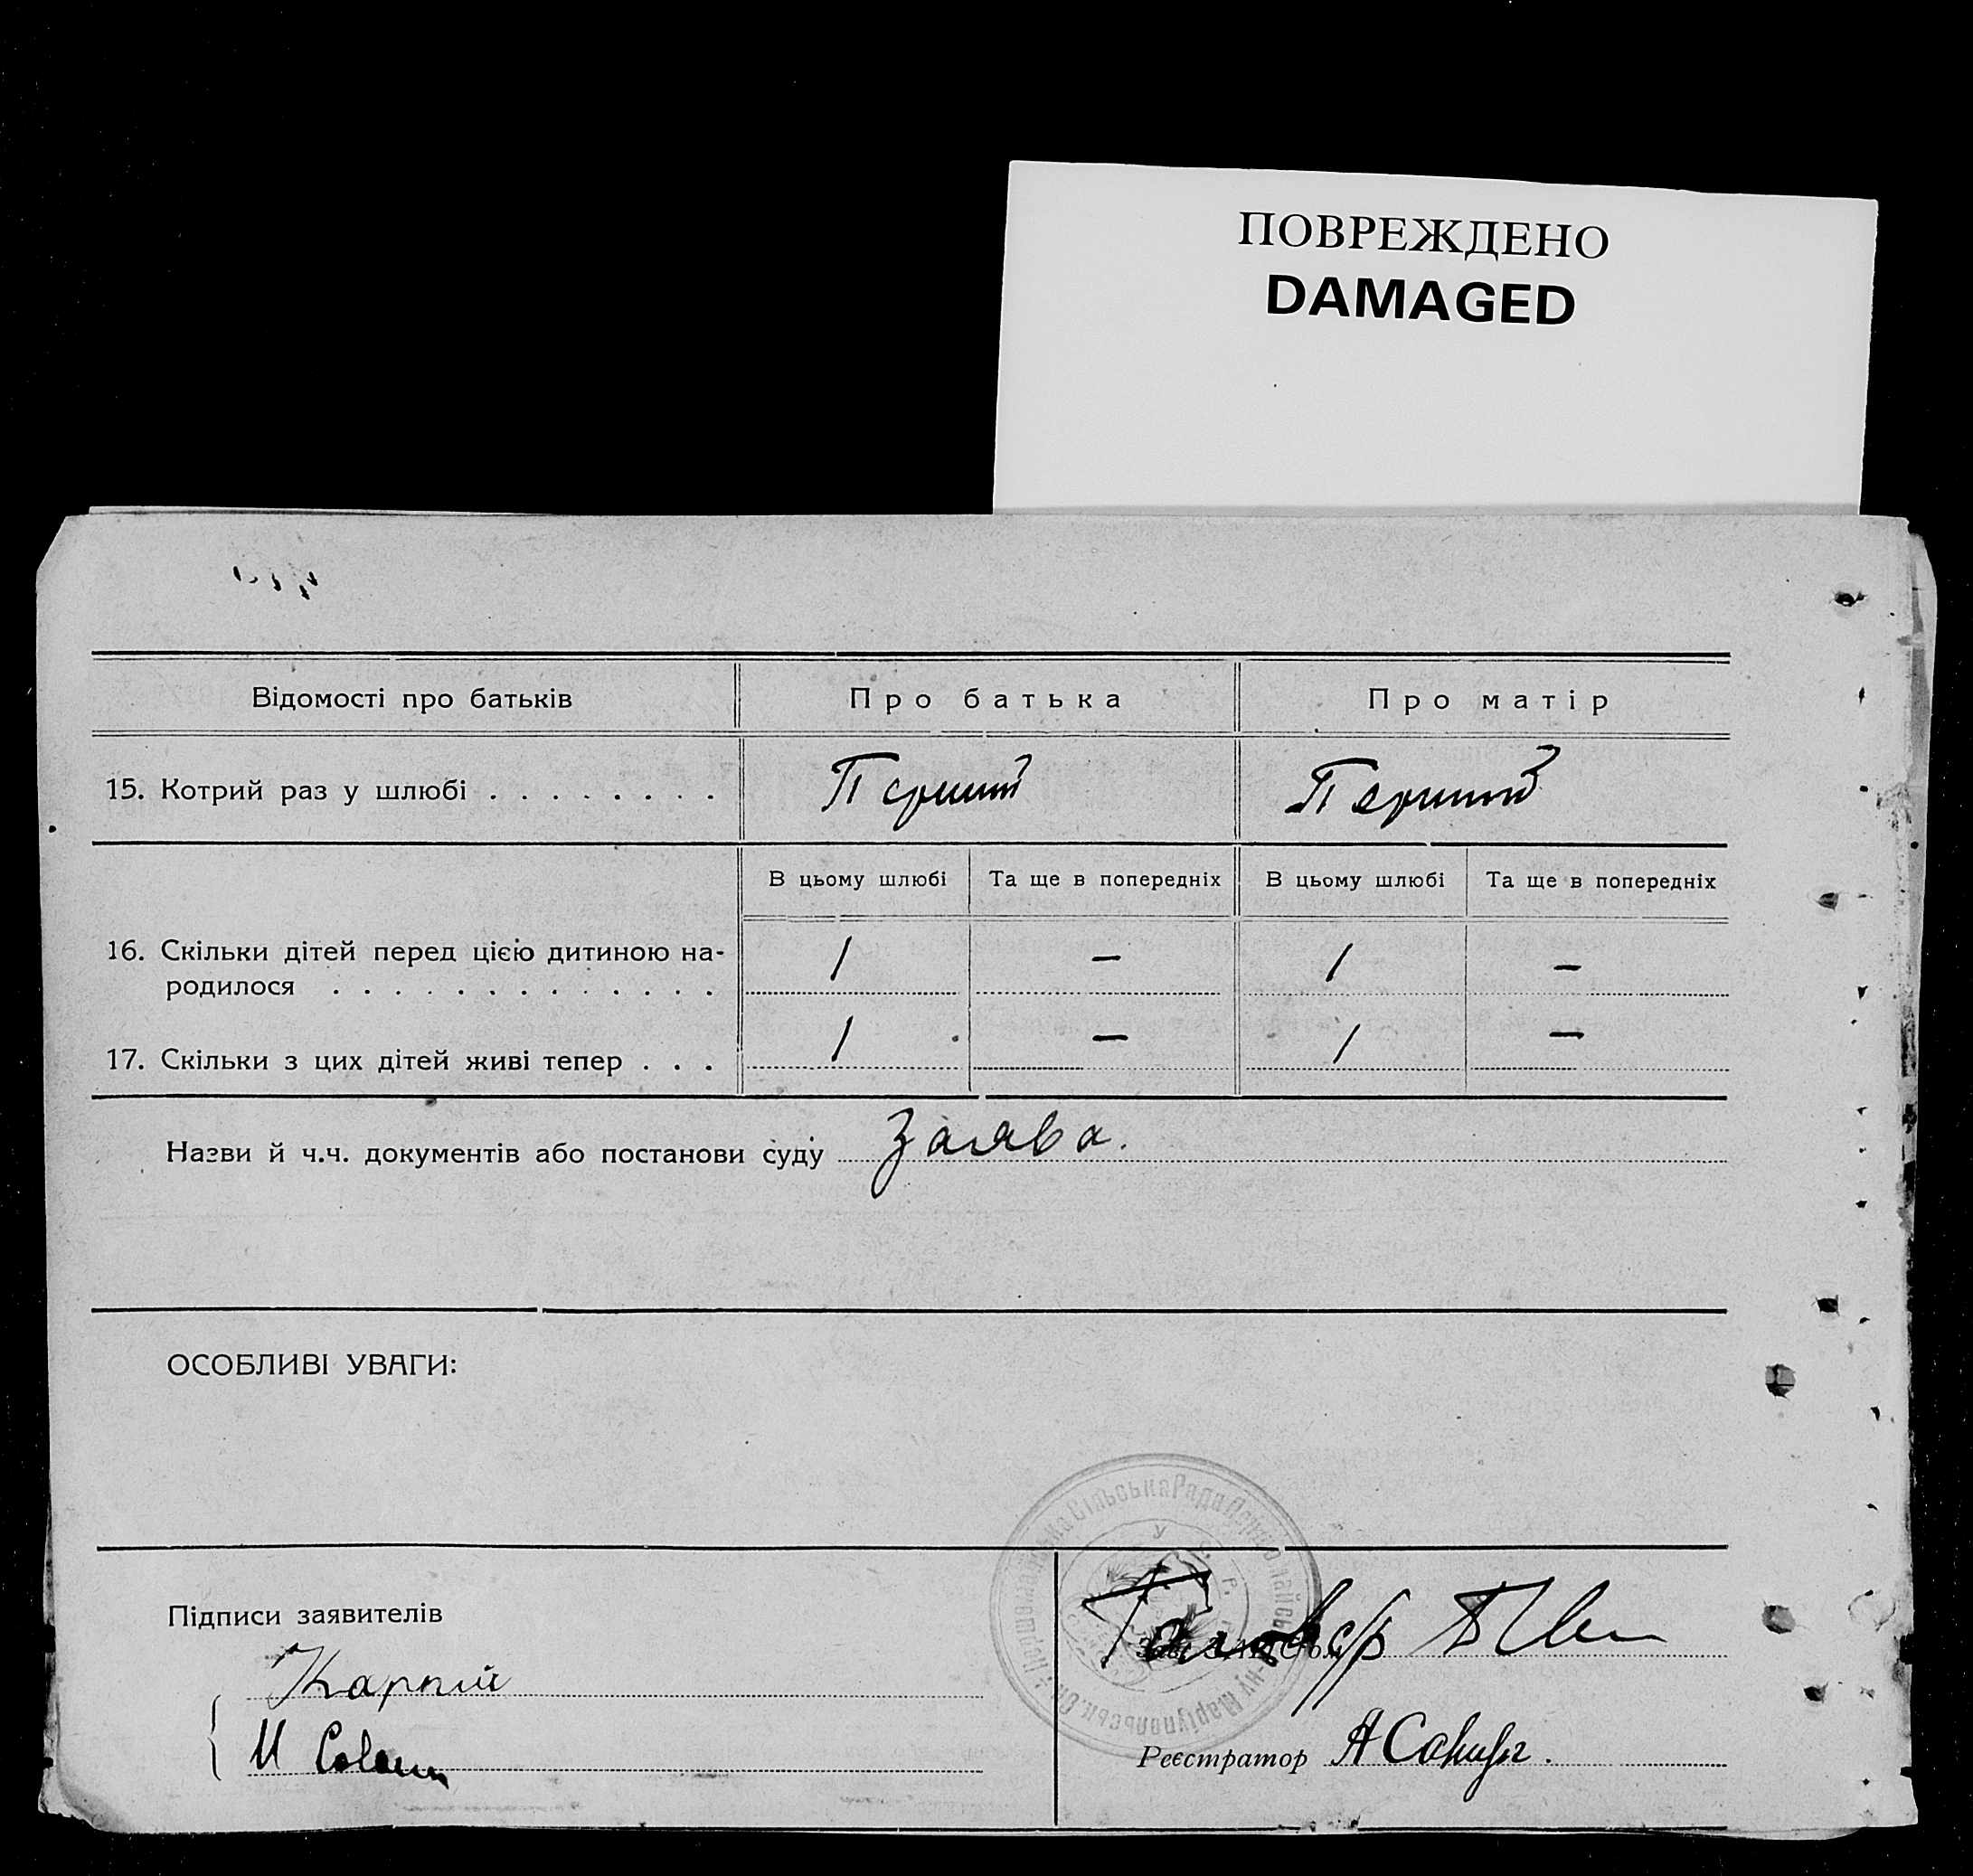 ПОВРЕЖДЕНО
DAMAGED
Відомості про батьків
Про батька
Про матір
15. Котрий раз у шлюбі . . . . . . . .
Перший
Перший
В цьому шлюбі
Та ще в попередніх
В цьому шлюбі
Та ще в попередніх
16. Скільки дітей перед цією дитиною на-
родилося . . . . . . . . . . . . .
1
—
1
—
17. Скільки з цих дітей живі тепер . . .
1
—
1
—
Назви й ч.ч. документів або постанови суду
Заява.
ОСОБЛИВІ УВАГИ:
Підписи заявителів
Реєстратор